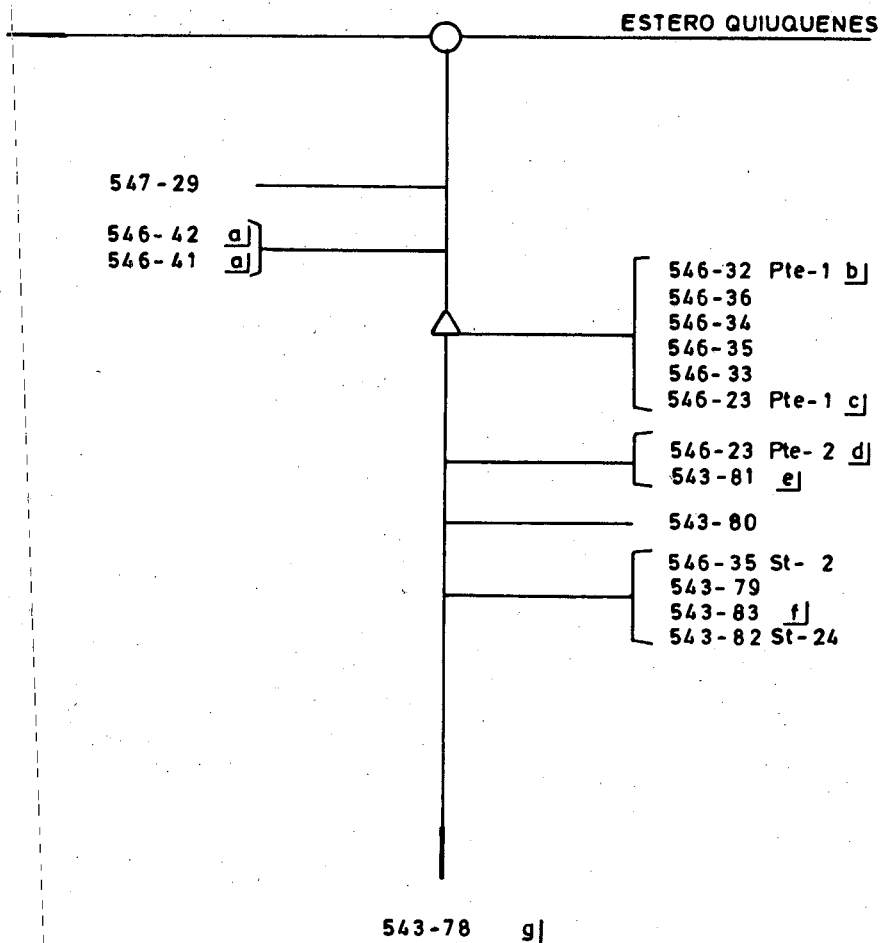 ESTERO QUIUQUENES
547-29
546-42 a
546-41 a
546-32 Pte-1 b
546-36
546-34
546-35
546-33
546-23 Pte-1 c
546-23 Pte-2 d
543-81 e
543-80
546-35 St-2
543-79
543-83 f
543-82 St-24
543-78 g